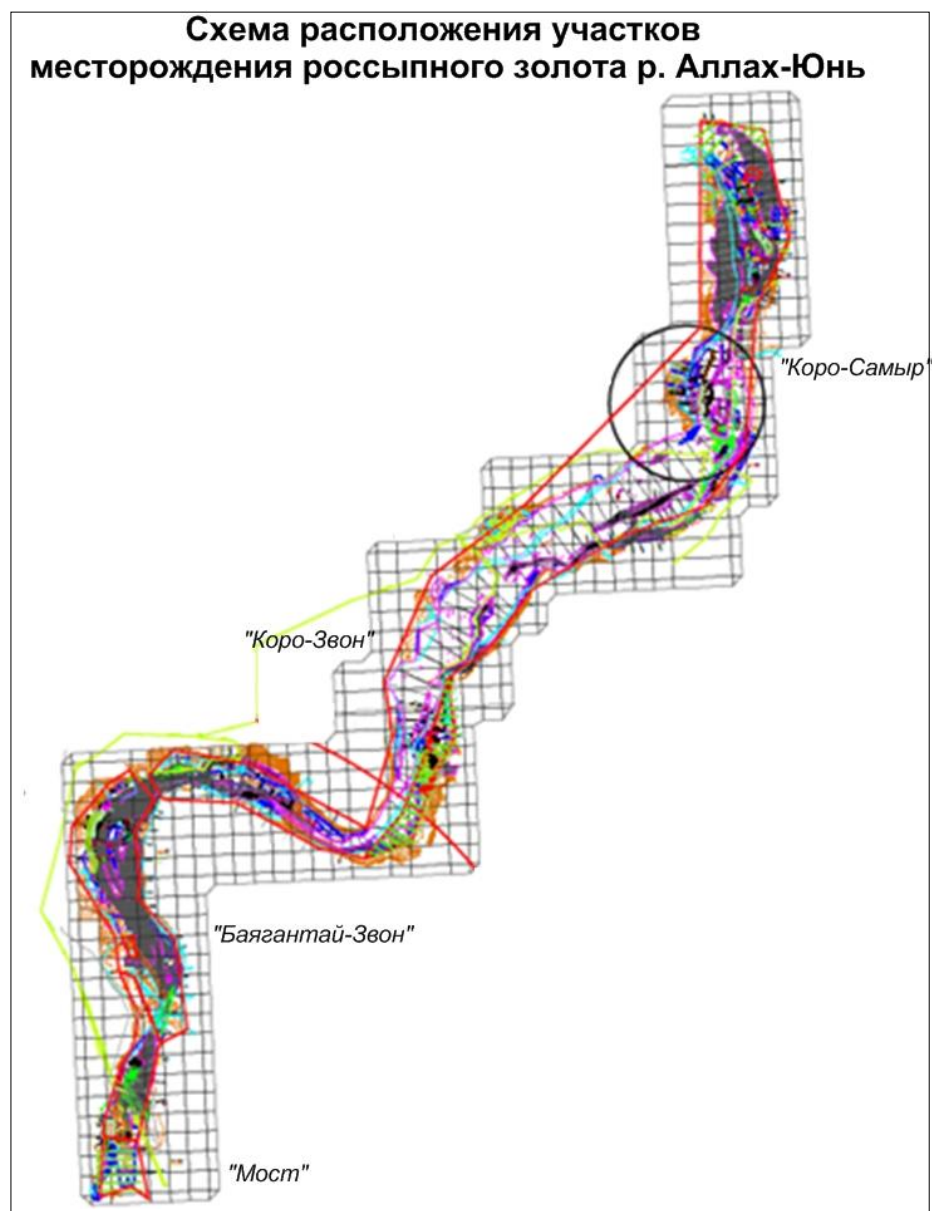 Схема расположения участков
месторождения россыпного золота р. Аллах-Юнь
"Коро-Самыр"
"Коро-Звон"
"Баягантай-Звон"
"Мост"